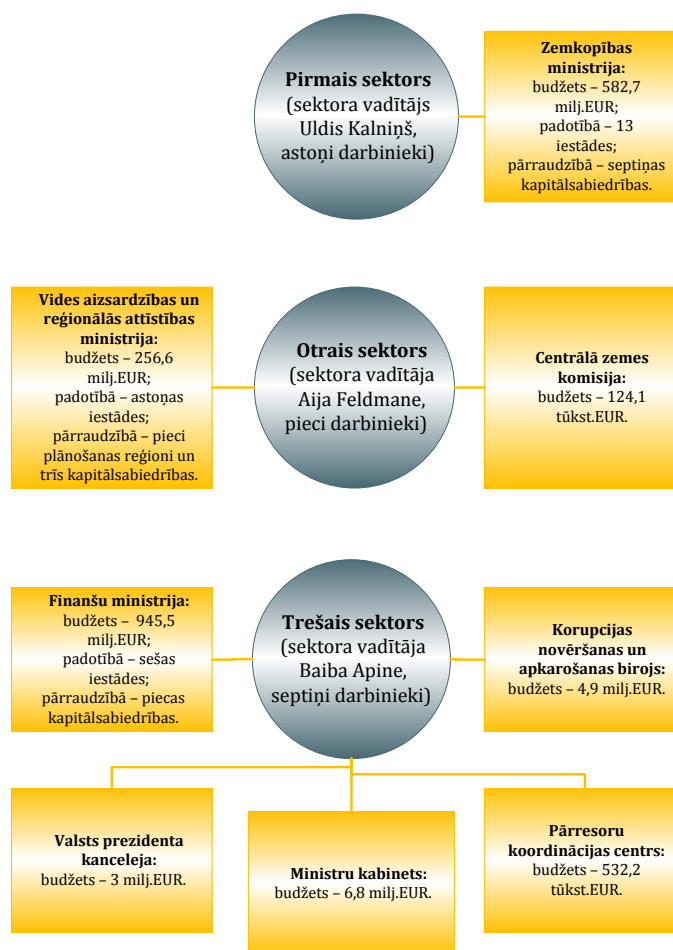 Pirmais sektors
(sektora vadītājs
Uldis Kalniņš,
astoņi darbinieki)
Zemkopības
ministrija:
budžets – 582,7
milj.EUR;
padotībā – 13
iestādes;
pārraudzībā – septiņas
kapitālsabiedrības.
Vides aizsardzības un
reģionālās attīstības
ministrija:
budžets – 256,6
milj.EUR;
padotībā – astoņas
iestādes;
pārraudzībā – pieci
plānošanas reģioni un
trīs kapitālsabiedrības.
Otrais sektors
(sektora vadītāja
Aija Feldmane,
pieci darbinieki)
Centrālā zemes
komisija:
budžets – 124,1
tūkst.EUR.
Finanšu ministrija:
budžets – 945,5
milj.EUR;
padotībā – sešas
iestādes;
pārraudzībā – piecas
kapitālsabiedrības.
Trešais sektors
(sektora vadītāja
Baiba Apine,
septiņi darbinieki)
Korupcijas
novēršanas un
apkarošanas birojs:
budžets – 4,9 milj.EUR.
Valsts prezidenta
kanceleja:
budžets – 3 milj.EUR.
Ministru kabinets:
budžets – 6,8 milj.EUR.
Pārresoru
koordinācijas centrs:
budžets – 532,2
tūkst.EUR.